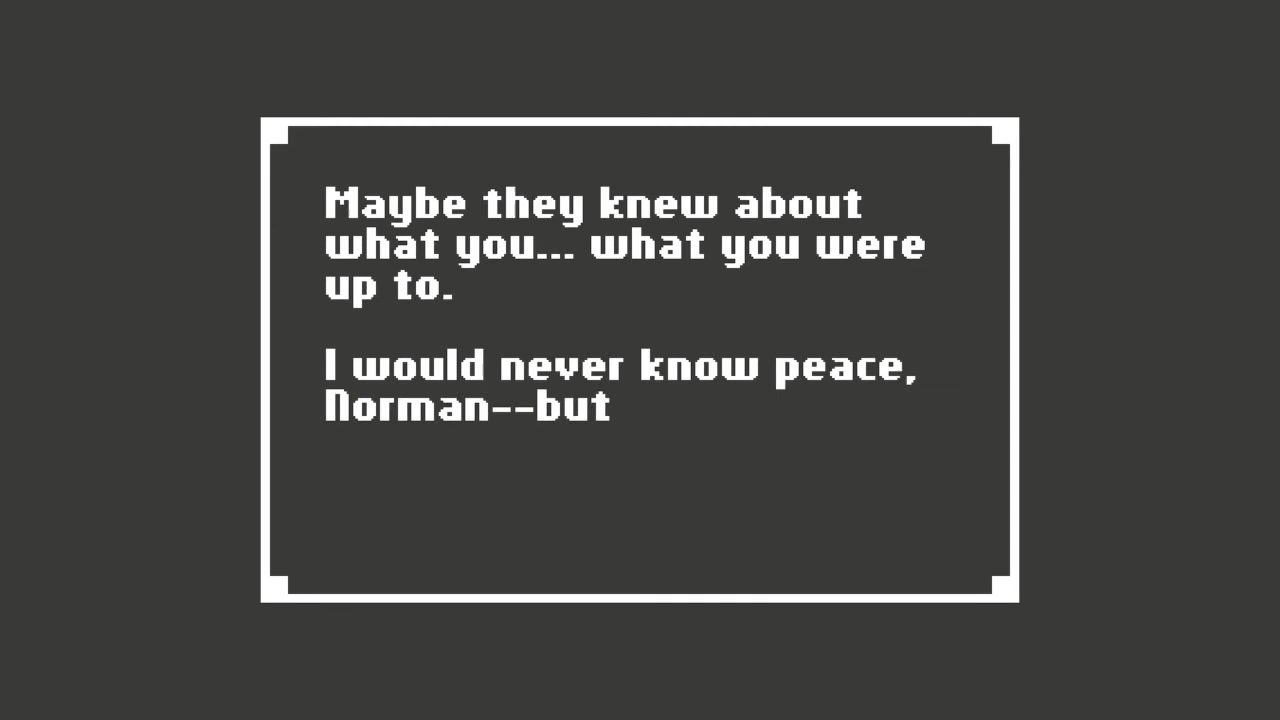 Maybe they knew about
what you... what you were
up to.
I would never know peace,
Norman--but